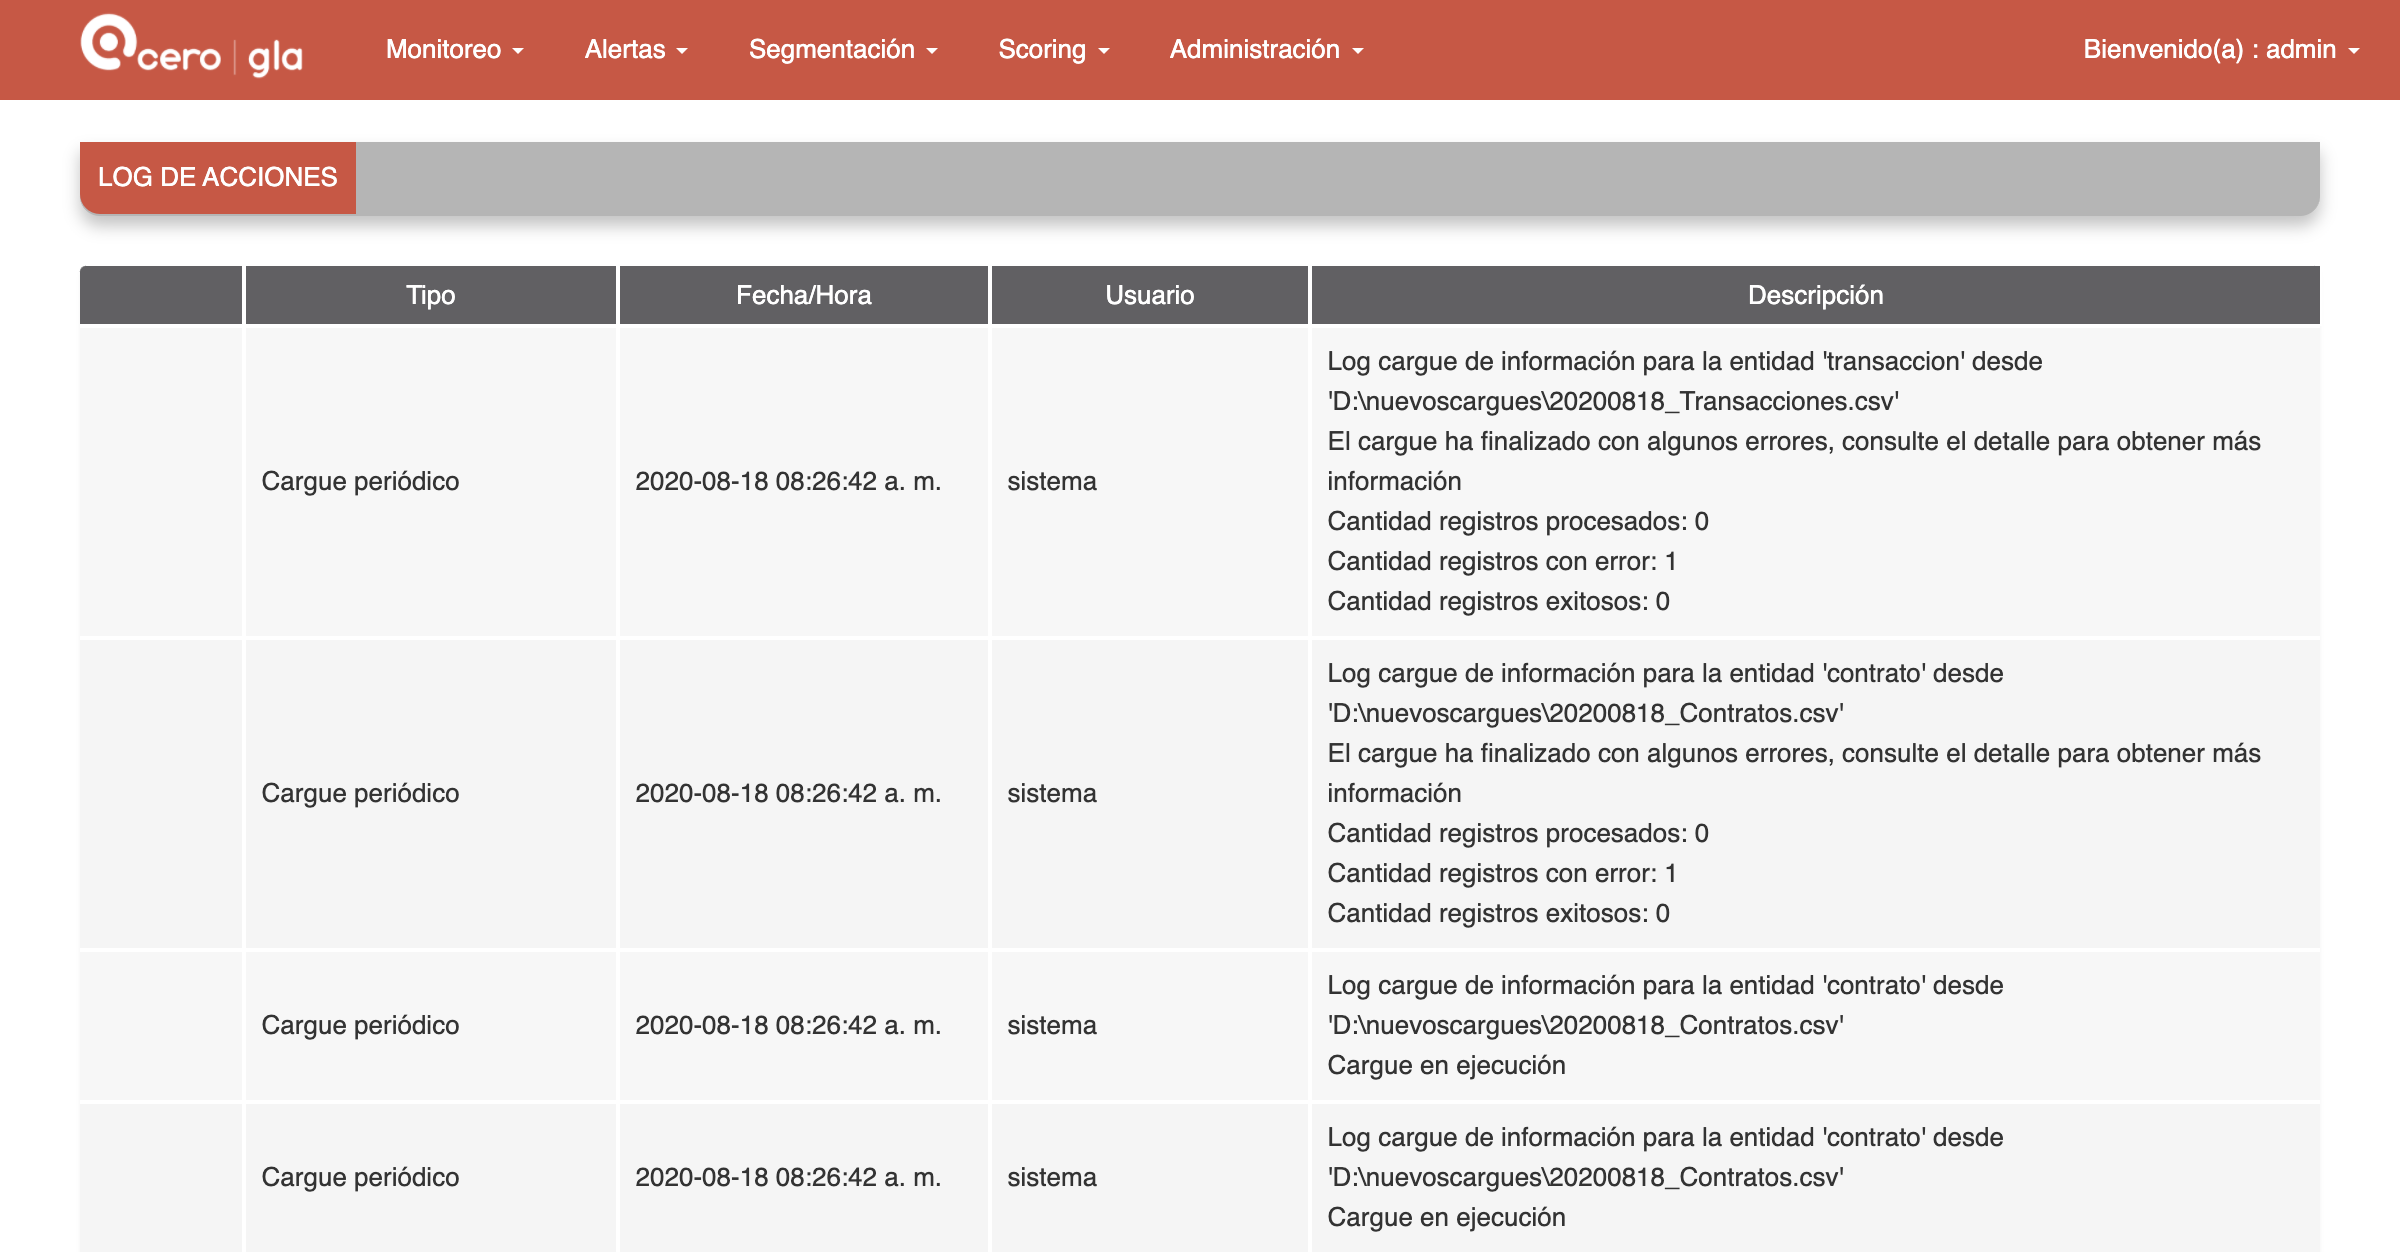 @cero | gla Monitoreo Alertas Segmentación Scoring Administración Bienvenido(a) : admin
LOG DE ACCIONES
Tipo Fecha/Hora Usuario Descripción
Log cargue de información para la entidad 'transaccion' desde
'D:\nuevoscargues\20200818_Transacciones.csv'
El cargue ha finalizado con algunos errores, consulte el detalle para obtener más
Cargue periódico 2020-08-18 08:26:42 a. m. sistema información
Cantidad registros procesados: 0
Cantidad registros con error: 1
Cantidad registros exitosos: 0
Log cargue de información para la entidad 'contrato' desde
'D:\nuevoscargues\20200818_Contratos.csv'
El cargue ha finalizado con algunos errores, consulte el detalle para obtener más
Cargue periódico 2020-08-18 08:26:42 a. m. sistema información
Cantidad registros procesados: 0
Cantidad registros con error: 1
Cantidad registros exitosos: 0
Log cargue de información para la entidad 'contrato' desde
Cargue periódico 2020-08-18 08:26:42 a. m. sistema 'D:\nuevoscargues\20200818_Contratos.csv'
Cargue en ejecución
Log cargue de información para la entidad 'contrato' desde
Cargue periódico 2020-08-18 08:26:42 a. m. sistema 'D:\nuevoscargues\20200818_Contratos.csv'
Cargue en ejecución